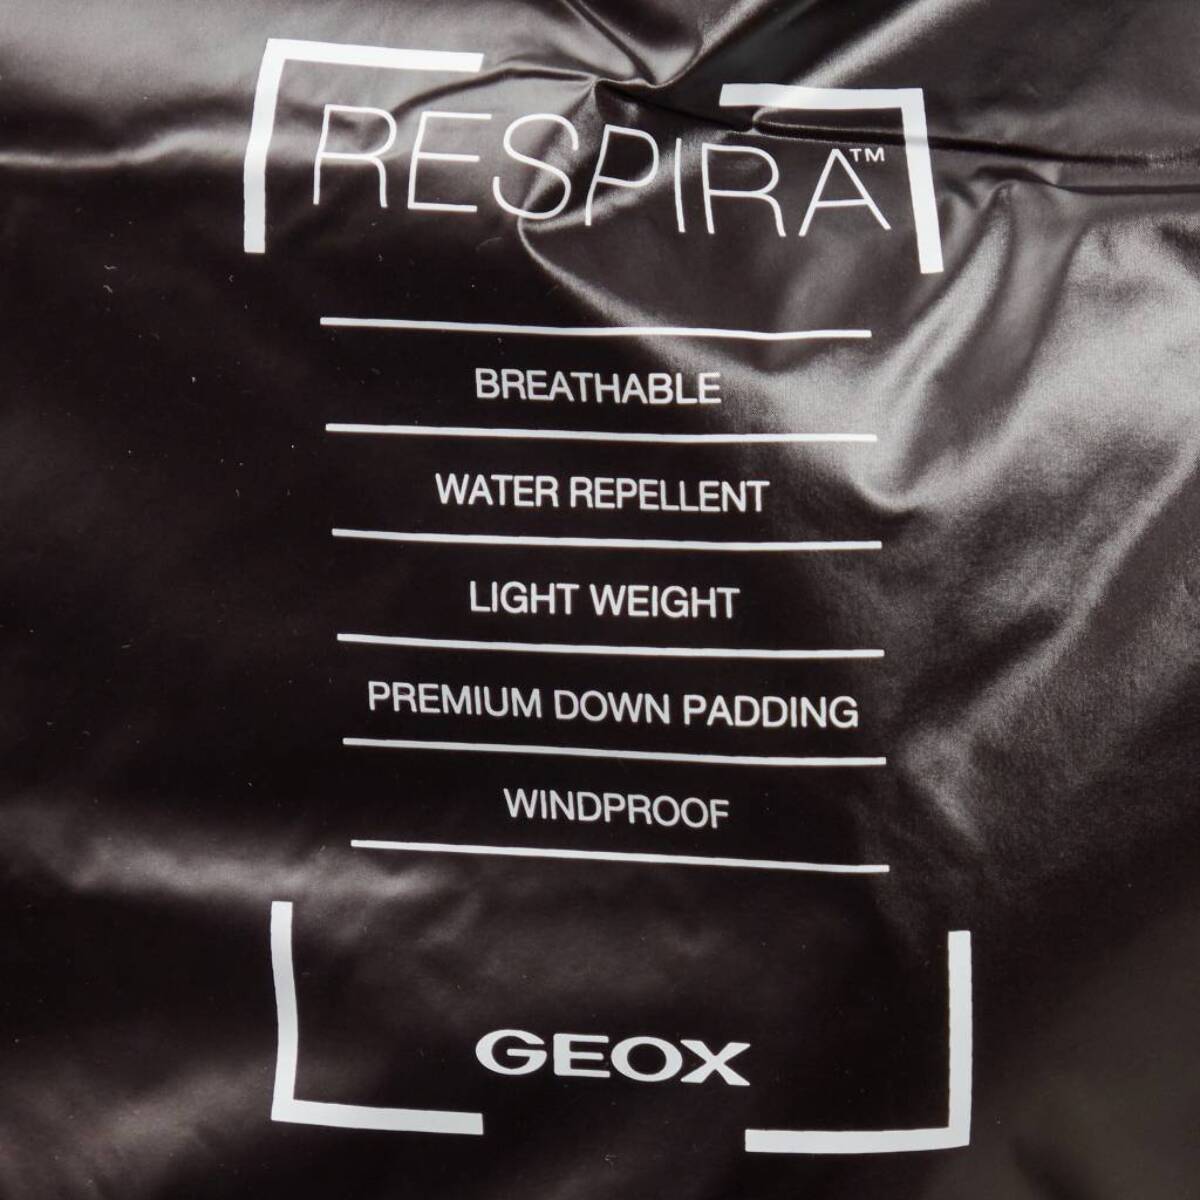 RESPIRA™
BREATHABLE
WATER REPELLENT
LIGHT WEIGHT
PREMIUM DOWN PADDING
WINDPROOF
GEOX